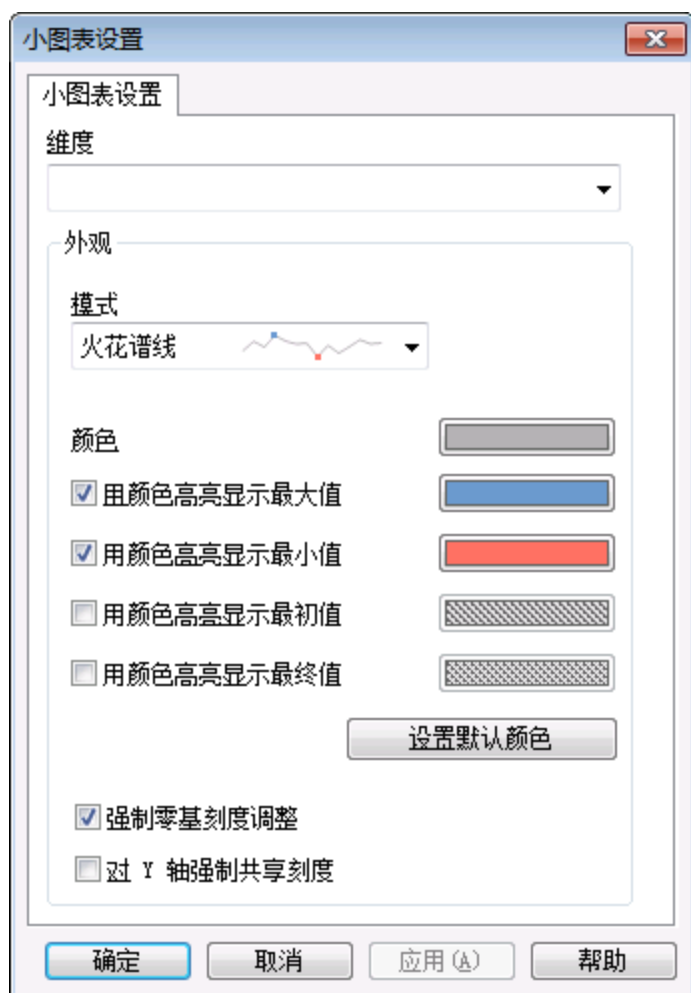 小图表设置
小图表设置
维度
外观
模式
火花谱线
颜色
用颜色高亮显示最大值
用颜色高亮显示最小值
用颜色高亮显示最初值
用颜色高亮显示最终值
设置默认颜色
强制零基刻度调整
对 Y 轴强制共享刻度
确定 取消 应用(A) 帮助